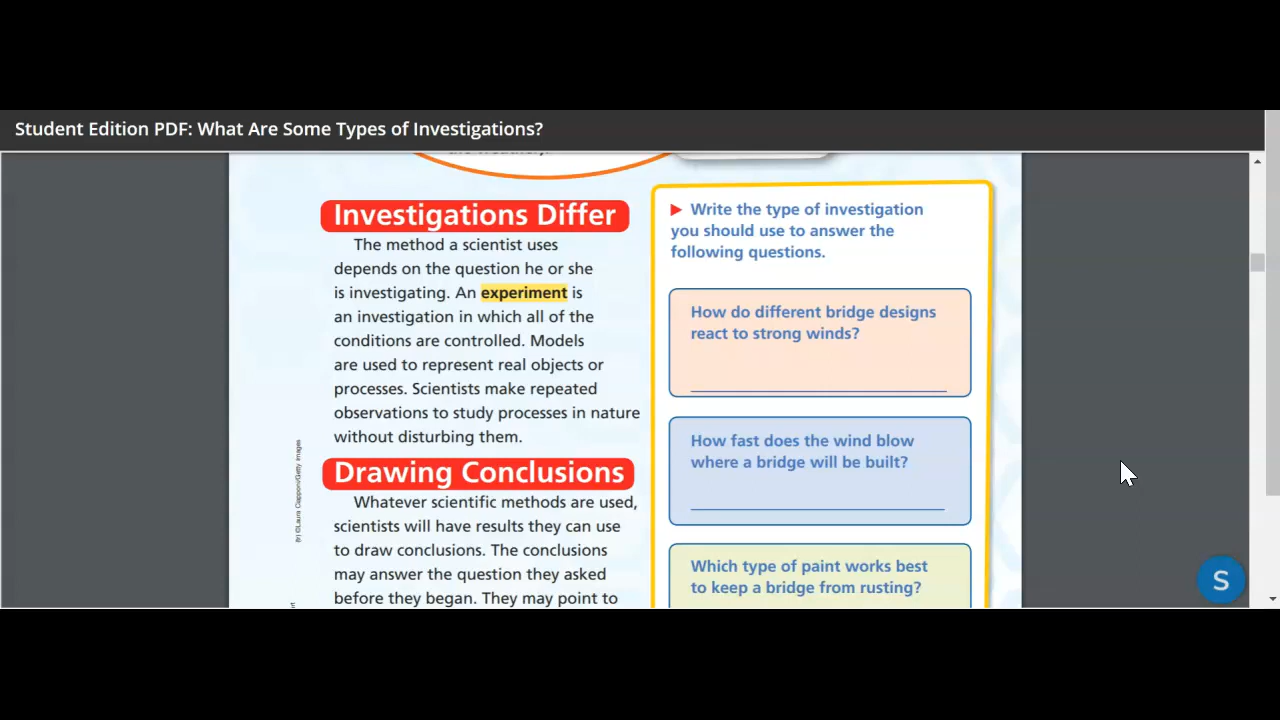 Student Edition PDF: What Are Some Types of Investigations?
Investigations Differ
The method a scientist uses
depends on the question he or she
is investigating. An experiment is
an investigation in which all of the
conditions are controlled. Models
are used to represent real objects or
processes. Scientists make repeated
observations to study processes in nature
without disturbing them.
Drawing Conclusions
Whatever scientific methods are used,
scientists will have results they can use
to draw conclusions. The conclusions
may answer the question they asked
before they began. They may point to
(r) ©Laura Ciapponi/Getty Images
Write the type of investigation
you should use to answer the
following questions.
How do different bridge designs
react to strong winds?
How fast does the wind blow
where a bridge will be built?
Which type of paint works best
to keep a bridge from rusting?
S